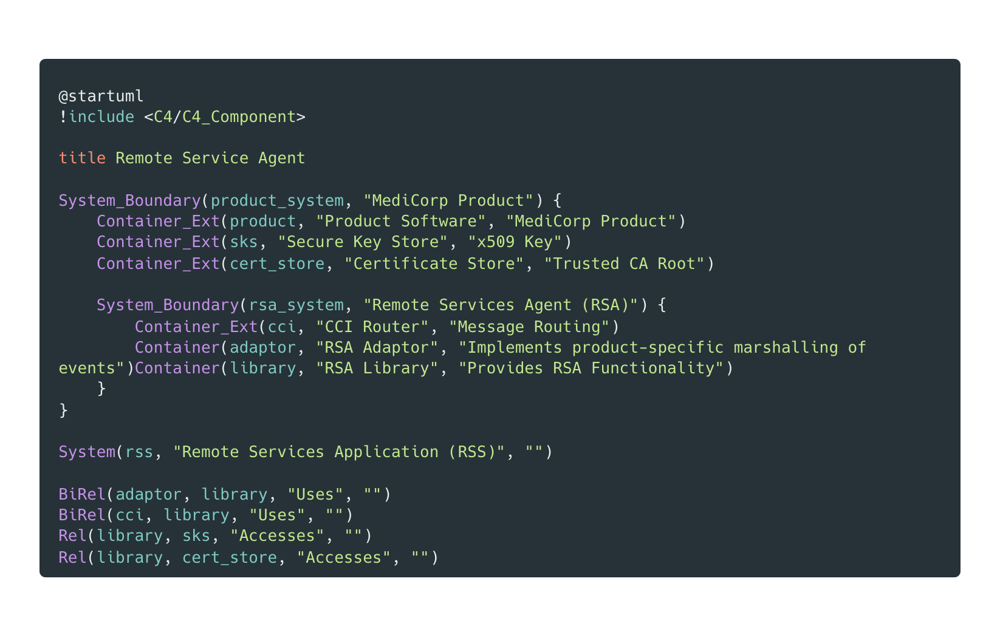 @startuml
!include <C4/C4_Component>
title Remote Service Agent
System_Boundary(product_system, "MediCorp Product") {
    Container_Ext(product, "Product Software", "MediCorp Product")
    Container_Ext(sks, "Secure Key Store", "x509 Key")
    Container_Ext(cert_store, "Certificate Store", "Trusted CA Root")
    System_Boundary(rsa_system, "Remote Services Agent (RSA)") {
        Container_Ext(cci, "CCI Router", "Message Routing")
        Container(adaptor, "RSA Adaptor", "Implements product-specific marshalling of
events")Container(library, "RSA Library", "Provides RSA Functionality")
    }
}
System(rss, "Remote Services Application (RSS)", "")
BiRel(adaptor, library, "Uses", "")
BiRel(cci, library, "Uses", "")
Rel(library, sks, "Accesses", "")
Rel(library, cert_store, "Accesses", "")